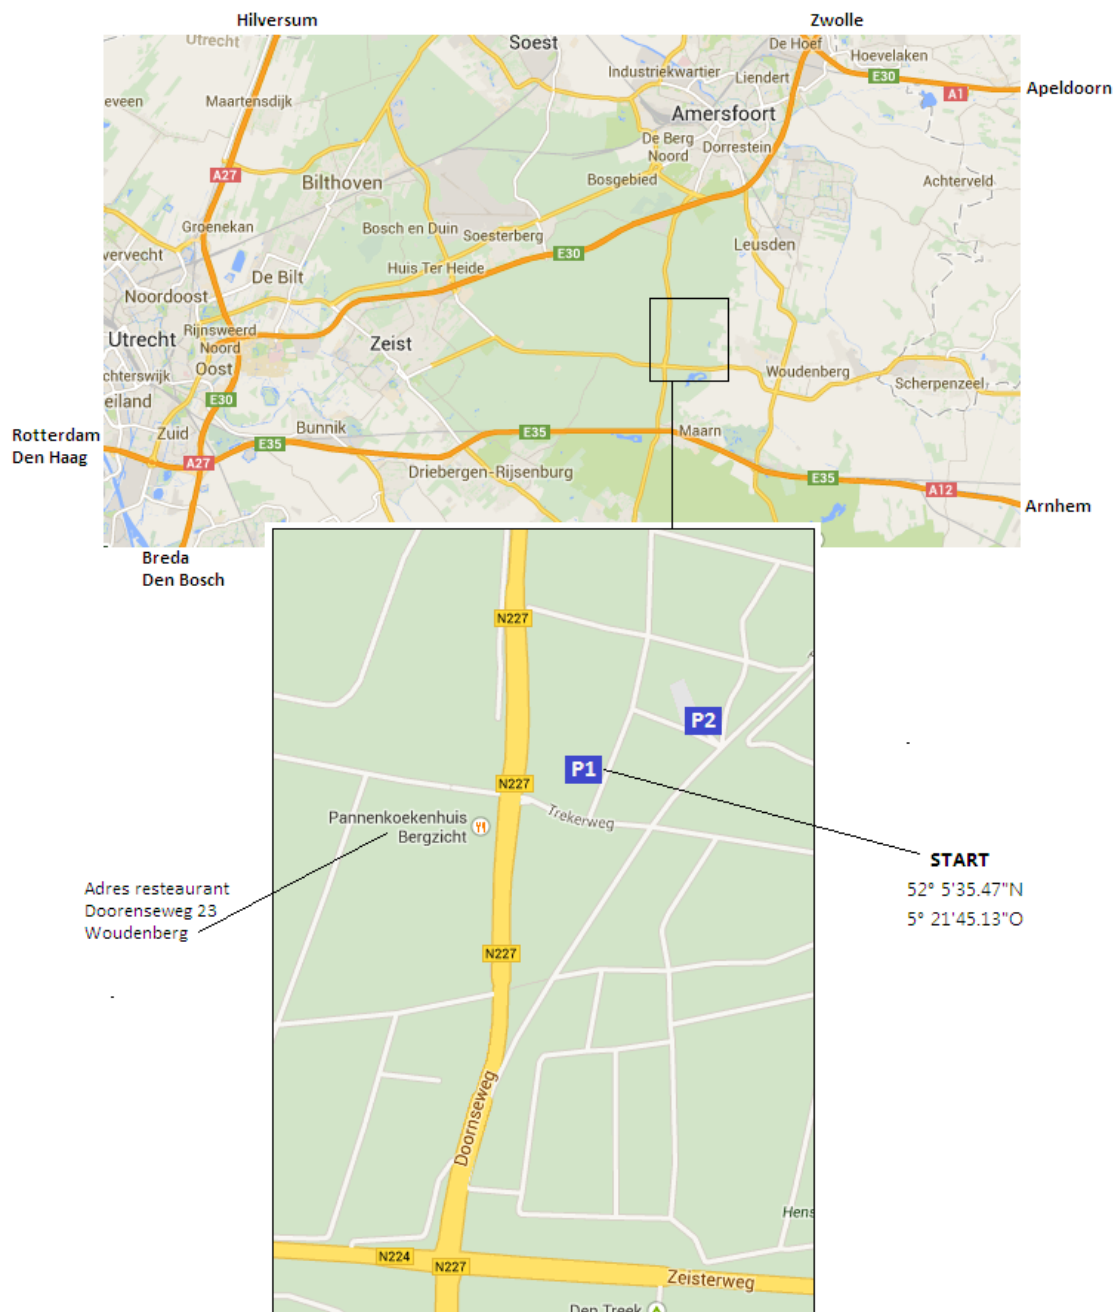 Hilversum
Zwolle
Utrecht
Soest
De Hoef
Hoevelaken
Industriekwartier
Liendert
E30
A1
Apeldoorn
eveen
Maartensdijk
Amersfoort
De Berg
Noord
Dorrestein
A27
Bilthoven
Bosgebied
Achterveld
Groenekan
Bosch en Duin
Soesterberg
Leusden
vervecht
De Bilt
Huis Ter Heide
E30
Noordoost
Utrecht
Rijnsweerd
Noord
Oost
Zeist
chterswijk
eiland
E30
Woudenberg
Scherpenzeel
Rotterdam
Den Haag
Zuid
Bunnik
E35
E35
Maarn
A27
Driebergen-Rijsenburg
E35
A12
Arnhem
Breda
Den Bosch
N227
P2
P1
N227
Trekerweg
Pannenkoekenhuis
Bergzicht
START
52° 5'35.47"N
5° 21'45.13"O
Adres resteaurant
Doorenseweg 23
Woudenberg
N227
Doornseweg
Hens
N224
N227
Zeisterweg
Den Treek